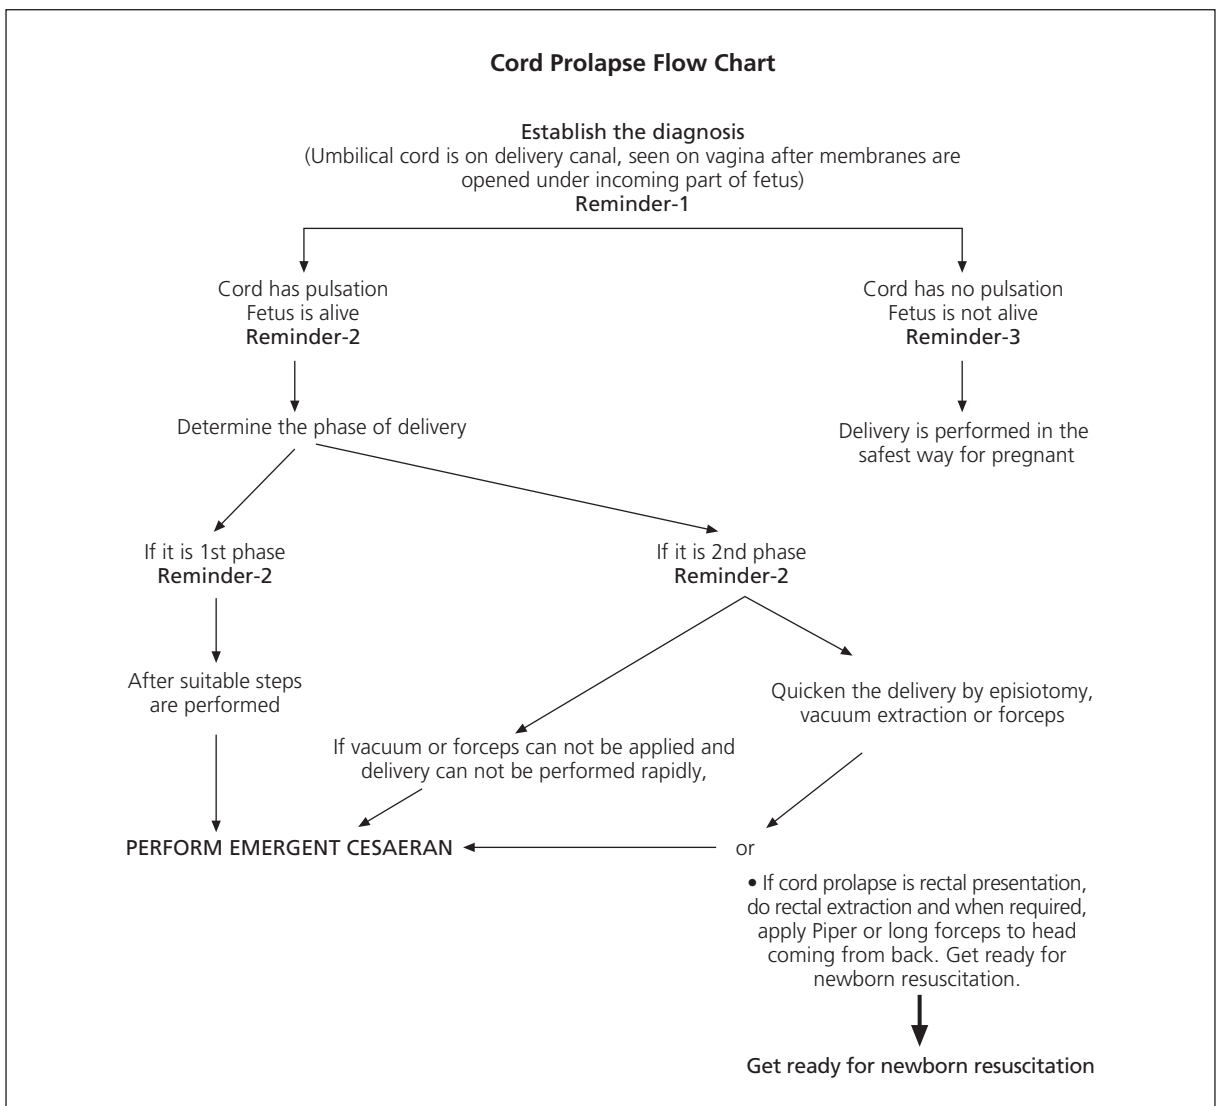 Cord Prolapse Flow Chart
Establish the diagnosis
(Umbilical cord is on delivery canal, seen on vagina after membranes are
opened under incoming part of fetus)
Reminder-1
Cord has pulsation
Fetus is alive
Reminder-2
Cord has no pulsation
Fetus is not alive
Reminder-3
Determine the phase of delivery
Delivery is performed in the
safest way for pregnant
If it is 1st phase
Reminder-2
If it is 2nd phase
Reminder-2
After suitable steps
are performed
Quicken the delivery by episiotomy,
vacuum extraction or forceps
If vacuum or forceps can not be applied and
delivery can not be performed rapidly,
PERFORM EMERGENT CESAERAN
or
• If cord prolapse is rectal presentation,
do rectal extraction and when required,
apply Piper or long forceps to head
coming from back. Get ready for
newborn resuscitation.
Get ready for newborn resuscitation